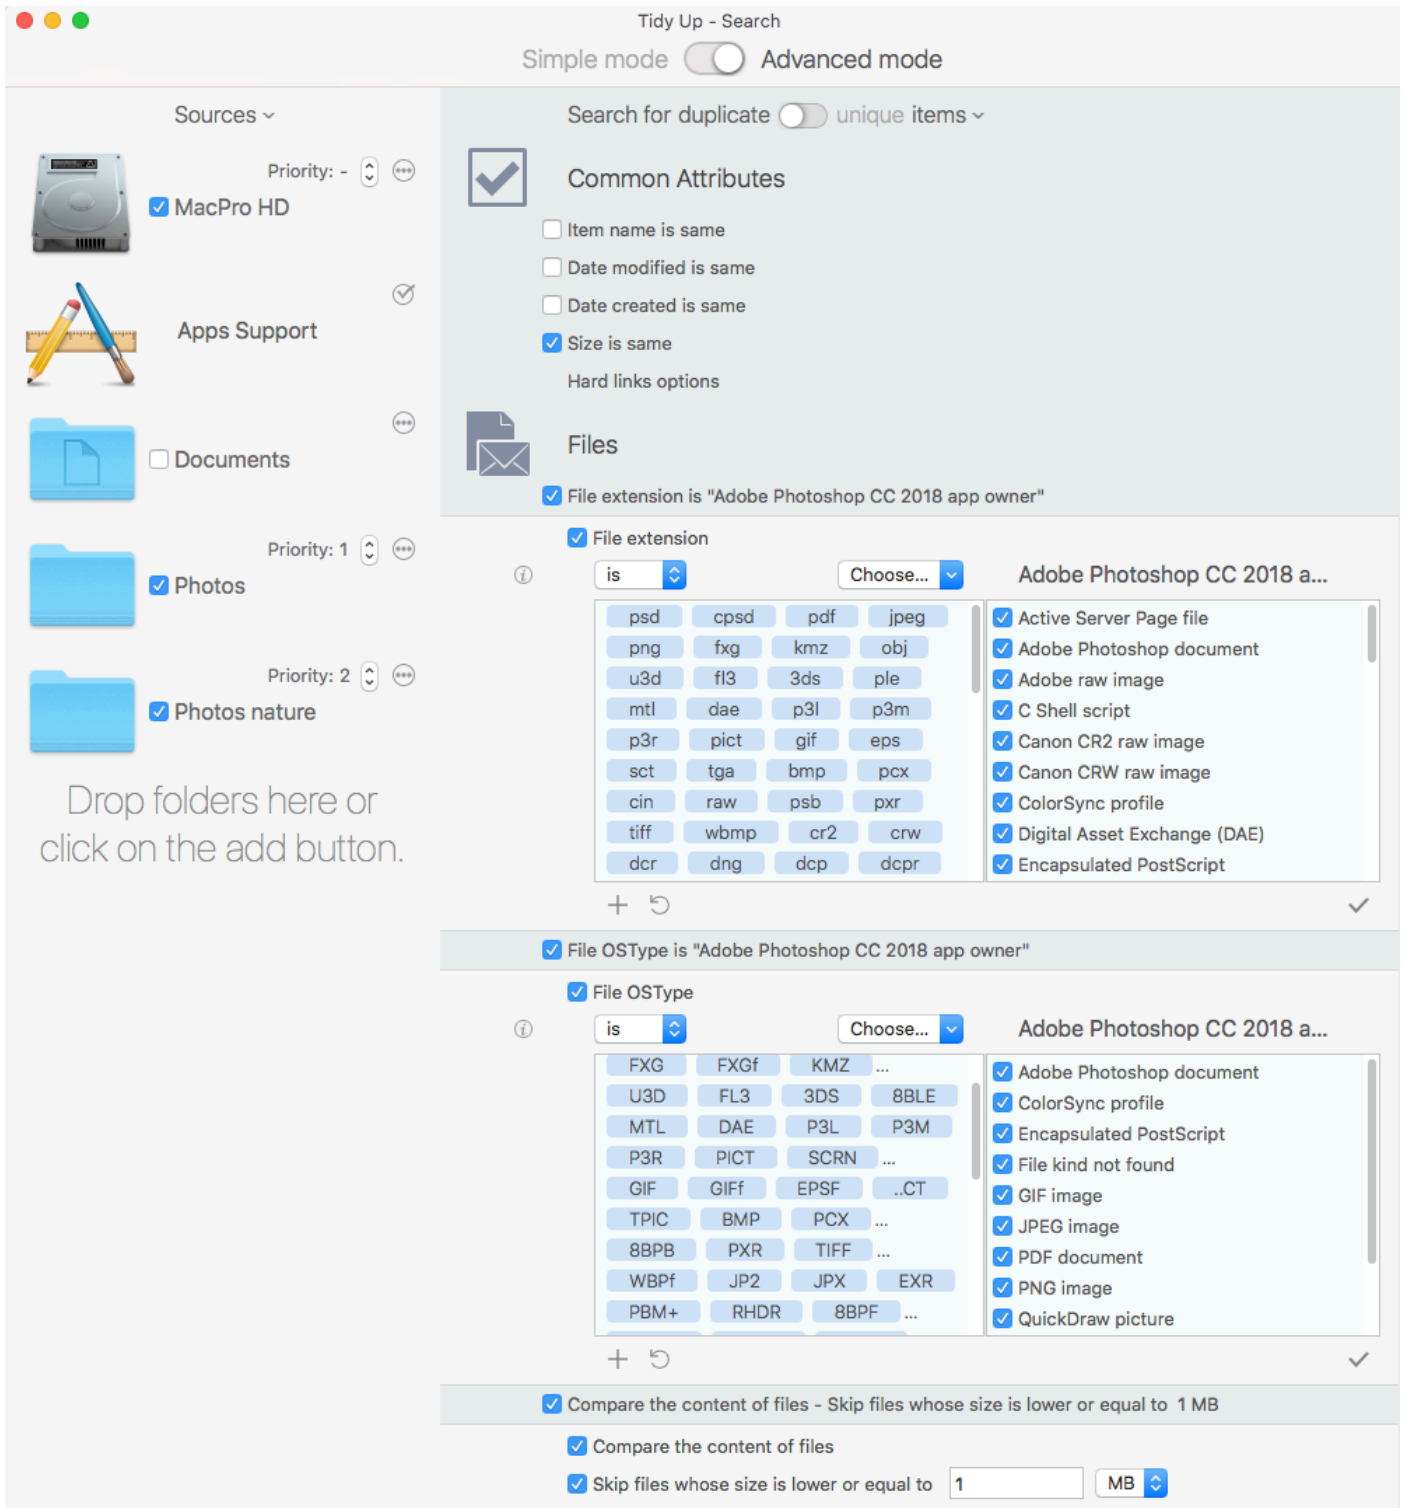 Tidy Up - Search
Simple mode Advanced mode
Sources
Priority: -
MacPro HD
Apps Support
Documents
Priority: 1
Photos
Priority: 2
Photos nature
Drop folders here or
click on the add button.
Search for duplicate unique items
Common Attributes
Item name is same
Date modified is same
Date created is same
Size is same
Hard links options
Files
File extension is "Adobe Photoshop CC 2018 app owner"
File extension
is Choose... Adobe Photoshop CC 2018 a...
psd cpsd pdf jpeg
png fxg kmz obj
u3d fl3 3ds ple
mtl dae p3l p3m
p3r pict gif eps
sct tga bmp pcx
cin raw psb pxr
tiff wbmp cr2 crw
dcr dng dcp dcpr
Active Server Page file
Adobe Photoshop document
Adobe raw image
C Shell script
Canon CR2 raw image
Canon CRW raw image
ColorSync profile
Digital Asset Exchange (DAE)
Encapsulated PostScript
File OSType is "Adobe Photoshop CC 2018 app owner"
File OSType
is Choose... Adobe Photoshop CC 2018 a...
FXG FXGf KMZ ...
U3D FL3 3DS 8BLE
MTL DAE P3L P3M
P3R PICT SCRN ...
GIF GIFf EPSF ..CT
TPIC BMP PCX ...
8BPB PXR TIFF ...
WBPf JP2 JPX EXR
PBM+ RHDR 8BPF ...
Adobe Photoshop document
ColorSync profile
Encapsulated PostScript
File kind not found
GIF image
JPEG image
PDF document
PNG image
QuickDraw picture
Compare the content of files - Skip files whose size is lower or equal to 1 MB
Compare the content of files
Skip files whose size is lower or equal to 1 MB